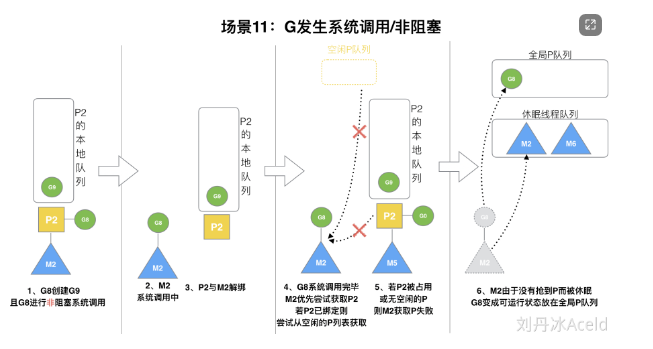 场景11：G发生系统调用/非阻塞
空闲P队列
全局P队列
G8
休眠线程队列
M2
M6
P2
的
本
地
队
列
G9
P2
G8
M2
G8
M2
P2
的
本
地
队
列
G9
P2
G8
M2
P2
的
本
地
队
列
G9
P2
M5
G8
M2
1、G8创建G9
且G8进行非阻塞系统调用
2、M2
系统调用中
3、P2与M2解绑
4、G8系统调用完毕
M2优先尝试获取P2
若P2已绑定则
尝试从空闲的P列表获取
5、若P2被占用
或无空闲的P
则M2获取P失败
6、M2由于没有抢到P而被休眠
G8变成可运行状态放在全局P队列
刘丹冰Aceld